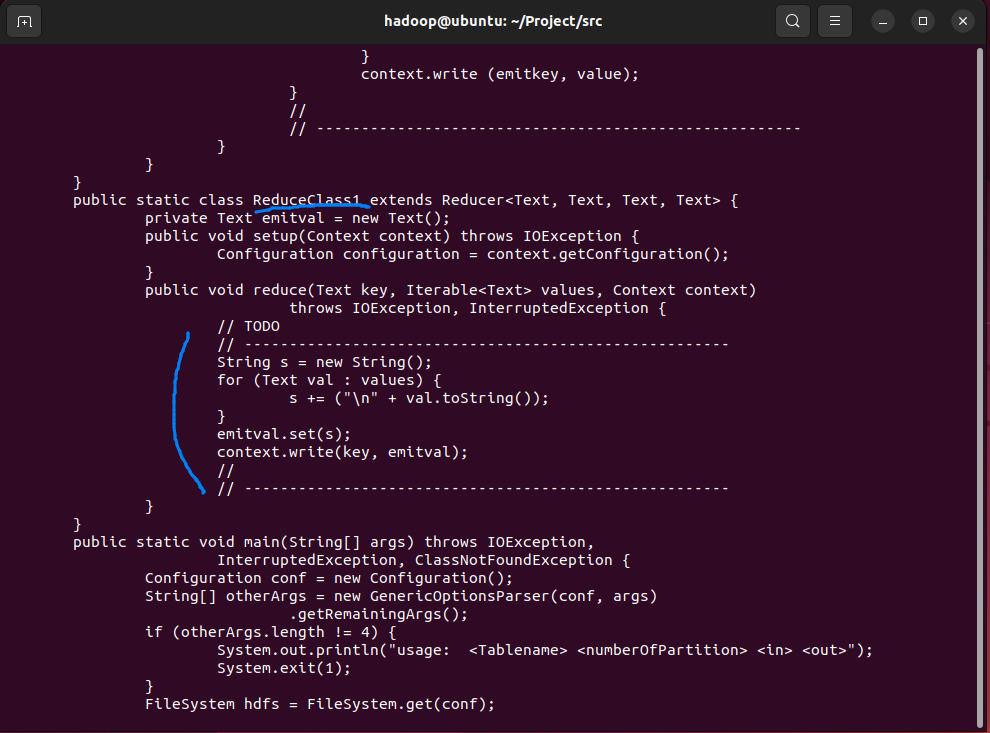 hadoop@ubuntu: ~/Project/src
}
context.write (emitkey, value);
}
//
// ------------------------------------------------------
}
}
}
public static class ReduceClass1 extends Reducer<Text, Text, Text, Text> {
private Text emitval = new Text();
public void setup(Context context) throws IOException {
Configuration configuration = context.getConfiguration();
}
public void reduce(Text key, Iterable<Text> values, Context context)
throws IOException, InterruptedException {
// TODO
// ------------------------------------------------------
String s = new String();
for (Text val : values) {
s += ("\n" + val.toString());
}
emitval.set(s);
context.write(key, emitval);
//
// ------------------------------------------------------
}
}
public static void main(String[] args) throws IOException,
InterruptedException, ClassNotFoundException {
Configuration conf = new Configuration();
String[] otherArgs = new GenericOptionsParser(conf, args)
.getRemainingArgs();
if (otherArgs.length != 4) {
System.out.println("usage:  <Tablename> <numberOfPartition> <in> <out>");
System.exit(1);
}
FileSystem hdfs = FileSystem.get(conf);